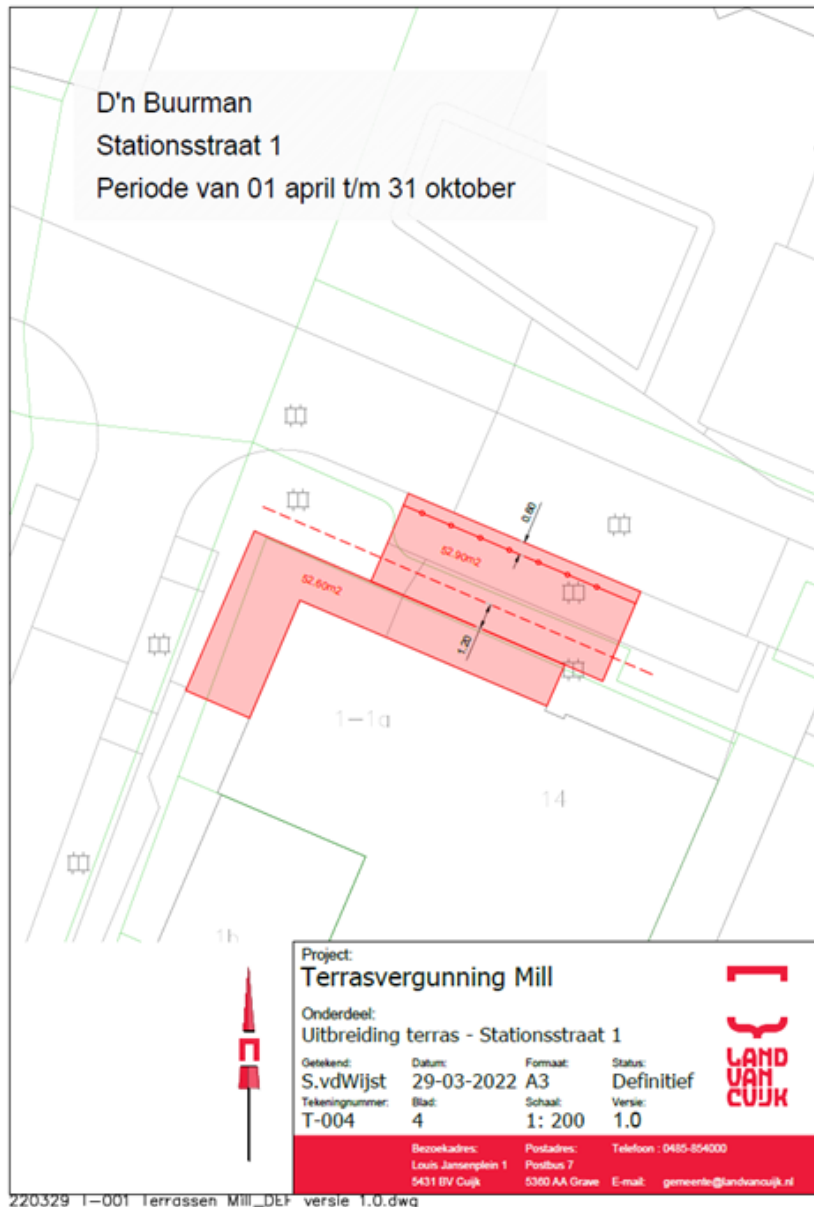 D'n Buurman
Stationsstraat 1
Periode van 01 april t/m 31 oktober
0.60
52.90m2
52.60m2
1.20
1-1a
14
1b
Project:
Terrasvergunning Mill
Onderdeel:
Uitbreiding terras - Stationsstraat 1
Getekend: Datum: Formaat: Status:
S.vdWijst 29-03-2022 A3 Definitief
Tekeningnummer: Blad: Schaal: Versie:
T-004 4 1: 200 1.0
LAND
VAN
CUIJK
Bezoekadres: Postadres: Telefoon : 0485-854000
Louis Jansenplein 1 Postbus 7
5431 BV Cuijk 5360 AA Grave E-mail: gemeente@landvancuijk.nl
220329 T-001 Terrassen Mill_DEF versie 1.0.dwg